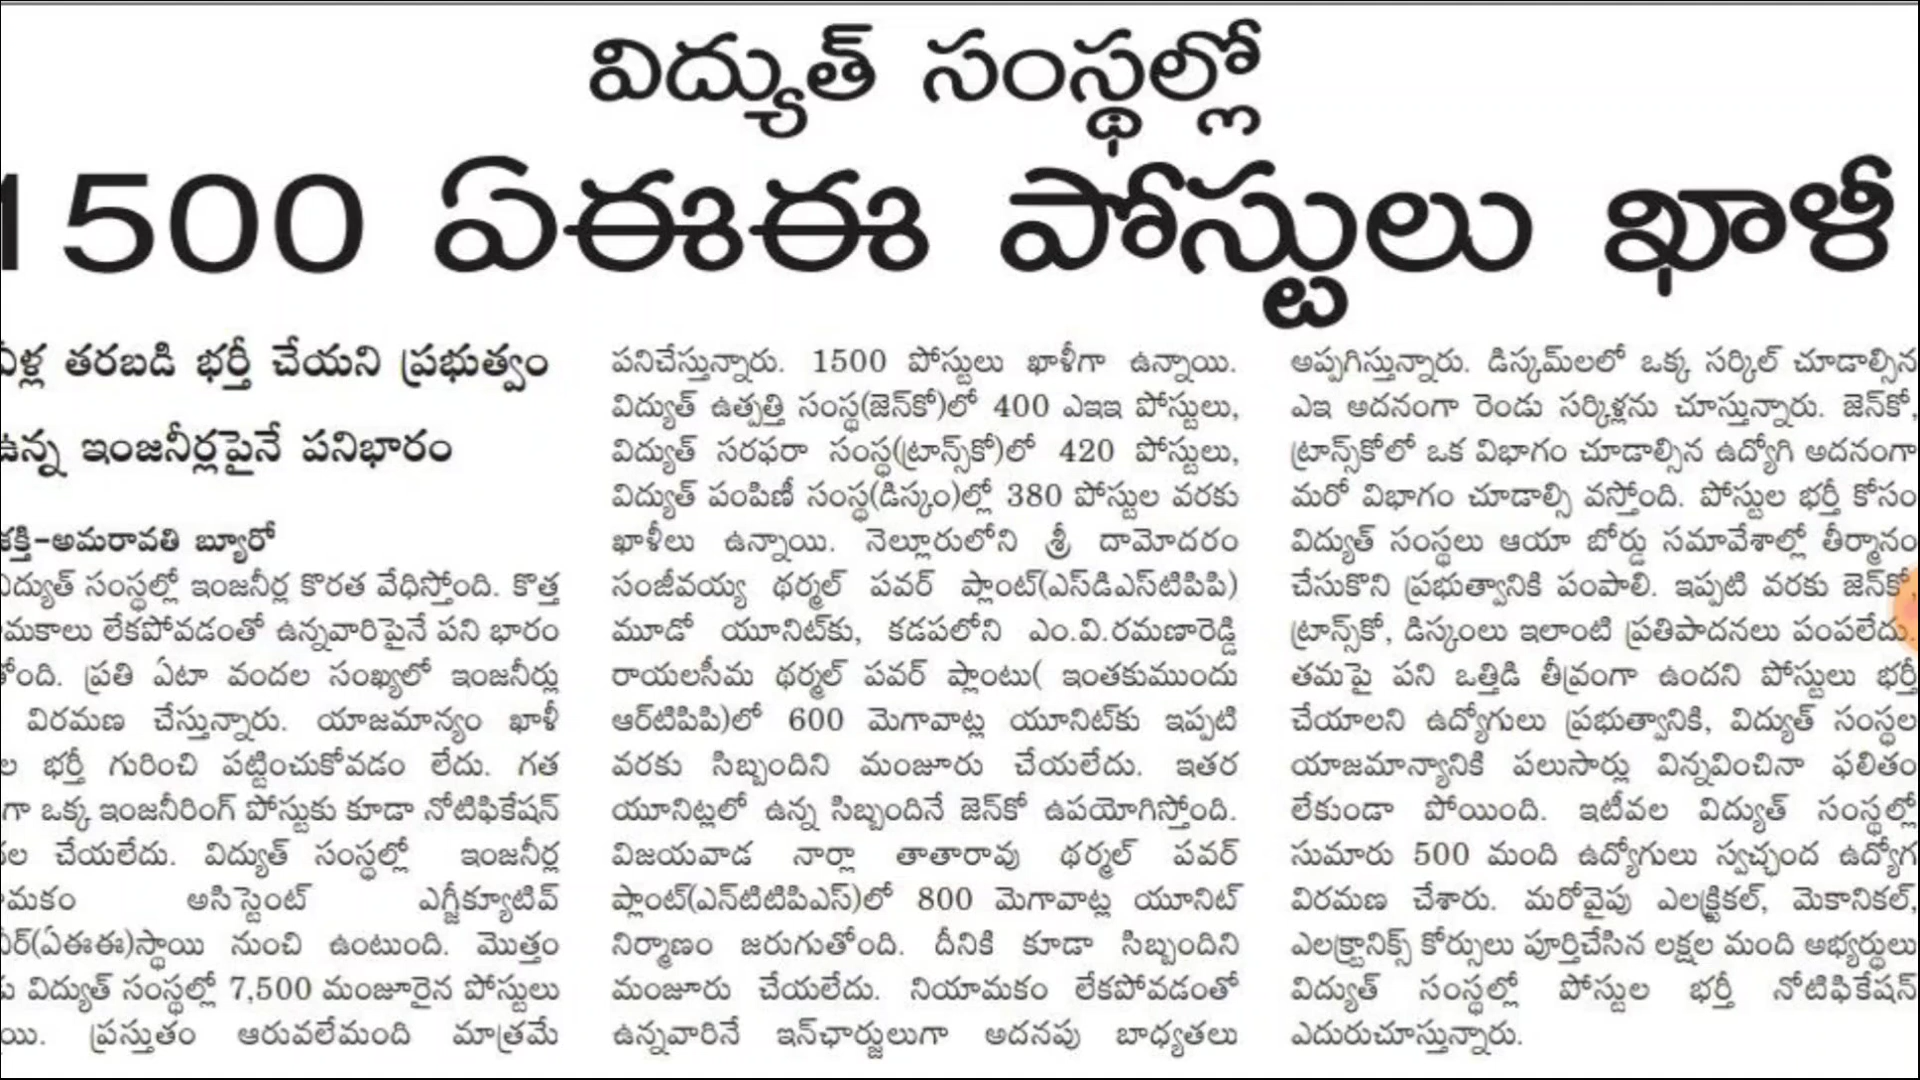 విద్యుత్ సంస్థల్లో
1500 ఏఈఈ పోస్టులు ఖాళీ
తరబడి భర్తీ చేయని ప్రభుత్వం
ఉన్న ఇంజనీర్లపైనే పనిభారం
అమరావతి బ్యూరో
విద్యుత్ సంస్థల్లో ఇంజనీర్ల కొరత వేధిస్తోంది. కొత్త
లేకపోవడంతో ఉన్నవారిపైనే పని భారం
ప్రతి ఏటా వందల సంఖ్యలో ఇంజనీర్లు
విరమణ చేస్తున్నారు. యాజమాన్యం ఖాళీ
భర్తీ గురించి పట్టించుకోవడం లేదు. గత
ఒక్క ఇంజనీరింగ్ పోస్టుకు కూడా నోటిఫికేషన్
చేయలేదు. విద్యుత్ సంస్థల్లో ఇంజనీర్ల
అసిస్టెంట్ ఎగ్జిక్యూటివ్
(ఏఈఈ)స్థాయి నుంచి ఉంటుంది. మొత్తం
విద్యుత్ సంస్థల్లో 7,500 మంజూరైన పోస్టులు
ప్రస్తుతం ఆరువలేమంది మాత్రమే
పనిచేస్తున్నారు. 1500 పోస్టులు ఖాళీగా ఉన్నాయి.
విద్యుత్ ఉత్పత్తి సంస్థ(జెన్‌కో)లో 400 ఎఇఇ పోస్టులు,
విద్యుత్ సరఫరా సంస్థ(ట్రాన్స్‌కో)లో 420 పోస్టులు,
విద్యుత్ పంపిణీ సంస్థ(డిస్కం)ల్లో 380 పోస్టుల వరకు
ఖాళీలు ఉన్నాయి. నెల్లూరులోని శ్రీ దామోదరం
సంజీవయ్య థర్మల్ పవర్ ప్లాంట్(ఎస్‌డిఎస్‌టిపిపి)
మూడో యూనిట్‌కు, కడపలోని ఎం.వి.రమణారెడ్డి
రాయలసీమ థర్మల్ పవర్ ప్లాంటు( ఇంతకుముందు
ఆర్‌టిపిపి)లో 600 మెగావాట్ల యూనిట్‌కు ఇప్పటి
వరకు సిబ్బందిని మంజూరు చేయలేదు. ఇతర
యూనిట్లలో ఉన్న సిబ్బందినే జెన్‌కో ఉపయోగిస్తోంది.
విజయవాడ నార్లా తాతారావు థర్మల్ పవర్
ప్లాంట్(ఎన్‌టిటిపిఎస్)లో 800 మెగావాట్ల యూనిట్
నిర్మాణం జరుగుతోంది. దీనికి కూడా సిబ్బందిని
మంజూరు చేయలేదు. నియామకం లేకపోవడంతో
ఉన్నవారినే ఇన్‌ఛార్జులుగా అదనపు బాధ్యతలు
అప్పగిస్తున్నారు. డిస్కమ్‌లలో ఒక్క సర్కిల్ చూడాల్సిన
ఎఇ అదనంగా రెండు సర్కిళ్లను చూస్తున్నారు. జెన్‌కో,
ట్రాన్స్‌కోలో ఒక విభాగం చూడాల్సిన ఉద్యోగి అదనంగా
మరో విభాగం చూడాల్సి వస్తోంది. పోస్టుల భర్తీ కోసం
విద్యుత్ సంస్థలు ఆయా బోర్డు సమావేశాల్లో తీర్మానం
చేసుకొని ప్రభుత్వానికి పంపాలి. ఇప్పటి వరకు జెన్‌కో,
ట్రాన్స్‌కో, డిస్కంలు ఇలాంటి ప్రతిపాదనలు పంపలేదు.
తమపై పని ఒత్తిడి తీవ్రంగా ఉందని పోస్టులు భర్తీ
చేయాలని ఉద్యోగులు ప్రభుత్వానికి, విద్యుత్ సంస్థల
యాజమాన్యానికి పలుసార్లు విన్నవించినా ఫలితం
లేకుండా పోయింది. ఇటీవల విద్యుత్ సంస్థల్లో
సుమారు 500 మంది ఉద్యోగులు స్వచ్ఛంద ఉద్యోగ
విరమణ చేశారు. మరోవైపు ఎలక్ట్రికల్, మెకానికల్,
ఎలక్ట్రానిక్స్ కోర్సులు పూర్తిచేసిన లక్షల మంది అభ్యర్థులు
విద్యుత్ సంస్థల్లో పోస్టుల భర్తీ నోటిఫికేషన్
ఎదురుచూస్తున్నారు.